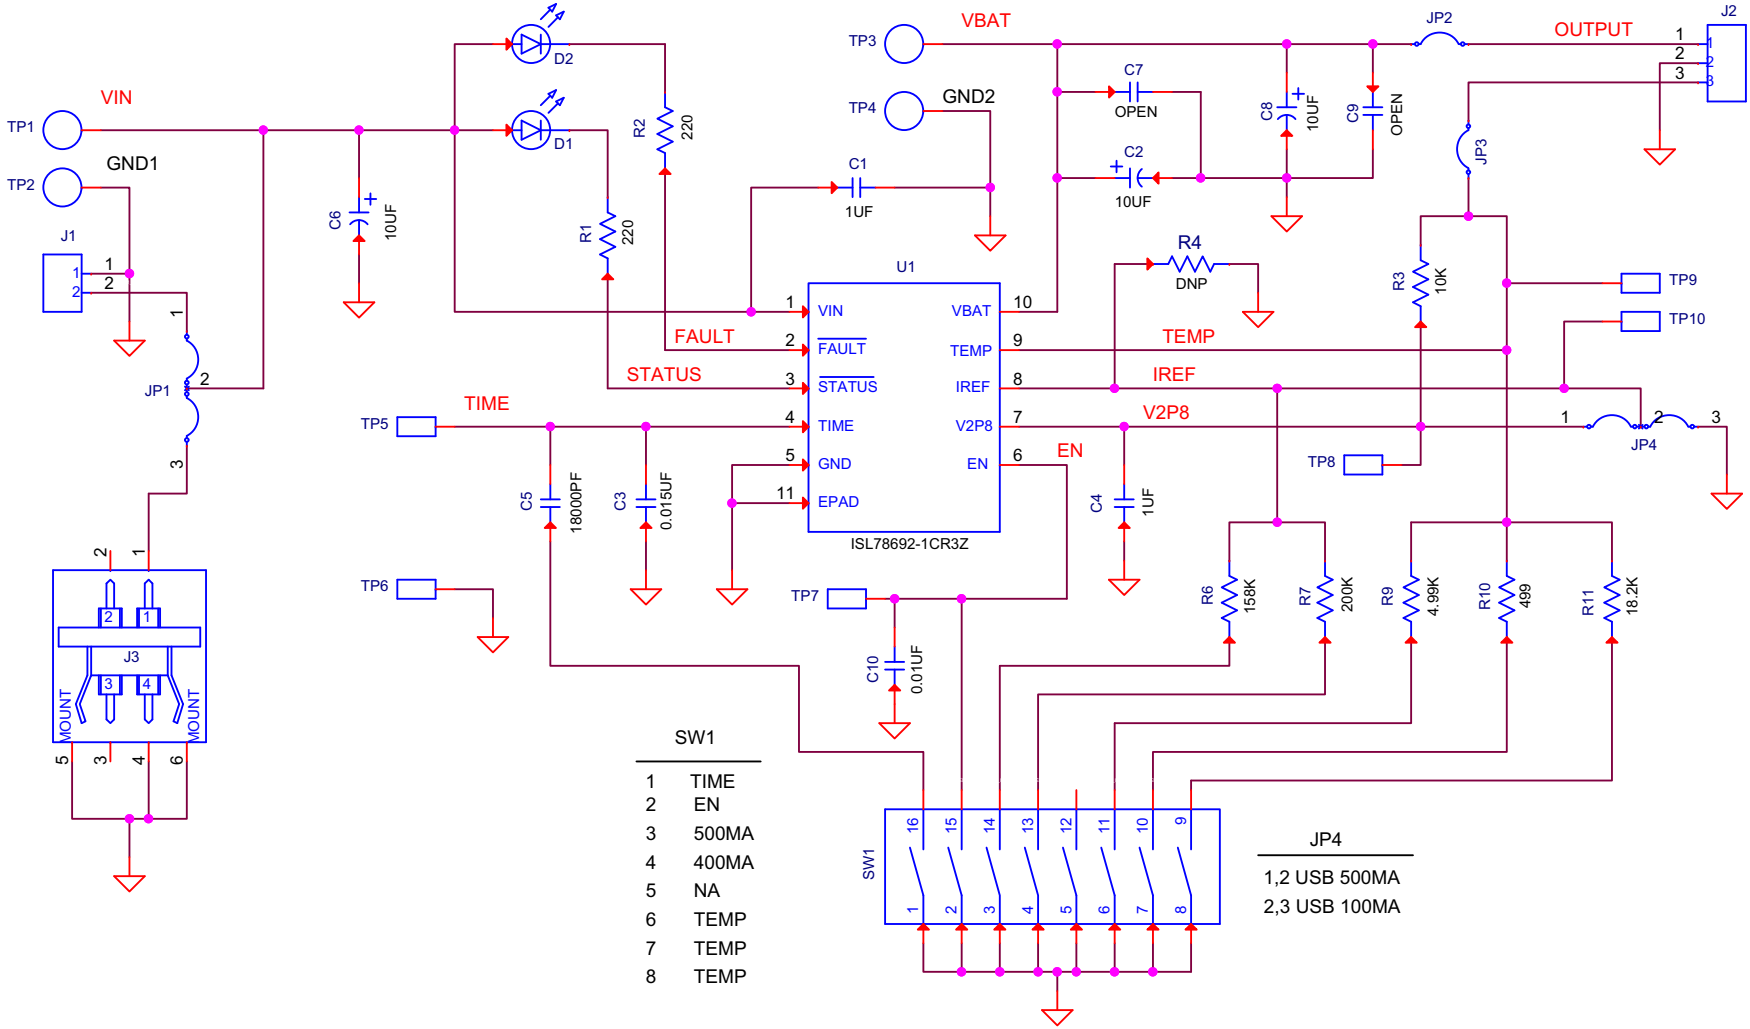 VIN
TP1
GND1
TP2
J1
1
2
1
2
1
JP1
2
3
2
1
2
1
J3
3
4
MOUNT
MOUNT
5
3
4
6
C6
10UF
D2
D1
R2
220
R1
220
FAULT
STATUS
TIME
TP5
C5
18000PF
C3
0.015UF
TP6
TP3
VBAT
TP4
GND2
C1
1UF
C7
OPEN
C2
10UF
C8
10UF
C9
OPEN
JP2
OUTPUT
J2
1
2
3
1
2
3
JP3
R4
DNP
R3
10K
TP9
TP10
U1
1
VIN
2
FAULT
3
STATUS
4
TIME
5
GND
11
EPAD
VBAT
10
TEMP
9
IREF
8
V2P8
7
EN
6
ISL78692-1CR3Z
TEMP
IREF
V2P8
EN
C4
1UF
TP8
1
2
3
JP4
TP7
C10
0.01UF
R6
158K
R7
200K
R9
4.99K
R10
499
R11
18.2K
SW1
1 TIME
2 EN
3 500MA
4 400MA
5 NA
6 TEMP
7 TEMP
8 TEMP
SW1
16
15
14
13
12
11
10
9
1
2
3
4
5
6
7
8
JP4
1,2 USB 500MA
2,3 USB 100MA